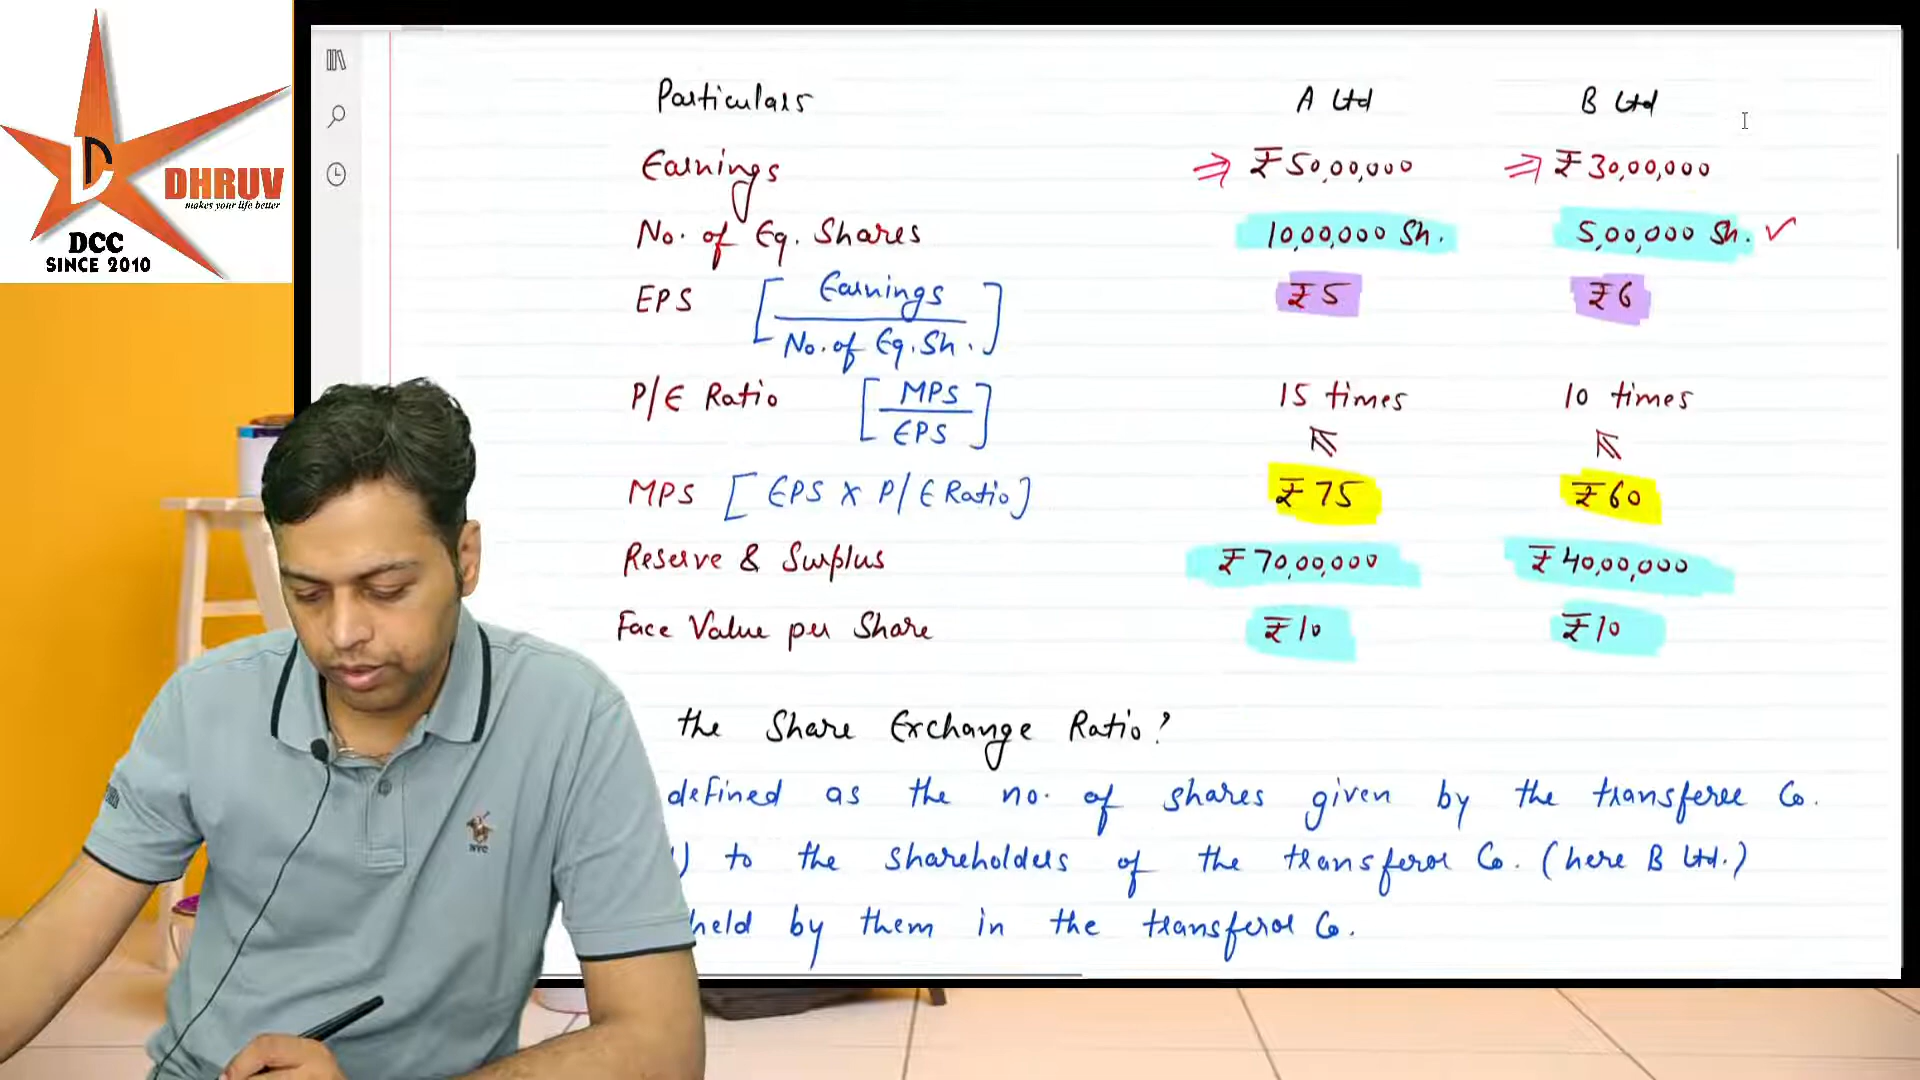 D
DHRUV
makes your life better
DCC
SINCE 2010
Particulars A Ltd B Ltd
Earnings ⇒ ₹50,00,000 ⇒ ₹30,00,000
No. of Eq. Shares 10,00,000 Sh. 5,00,000 Sh. ✓
EPS [Earnings / No. of Eq. Sh.] ₹5 ₹6
P/E Ratio [MPS / EPS] 15 times 10 times
MPS [EPS X P/E Ratio] ₹75 ₹60
Reserve & Surplus ₹70,00,000 ₹40,00,000
Face Value per Share ₹10 ₹10
the Share Exchange Ratio?
defined as the no. of shares given by the transferee Co.
) to the shareholders of the transferor Co. (here B Ltd.)
held by them in the transferor Co.
NYC